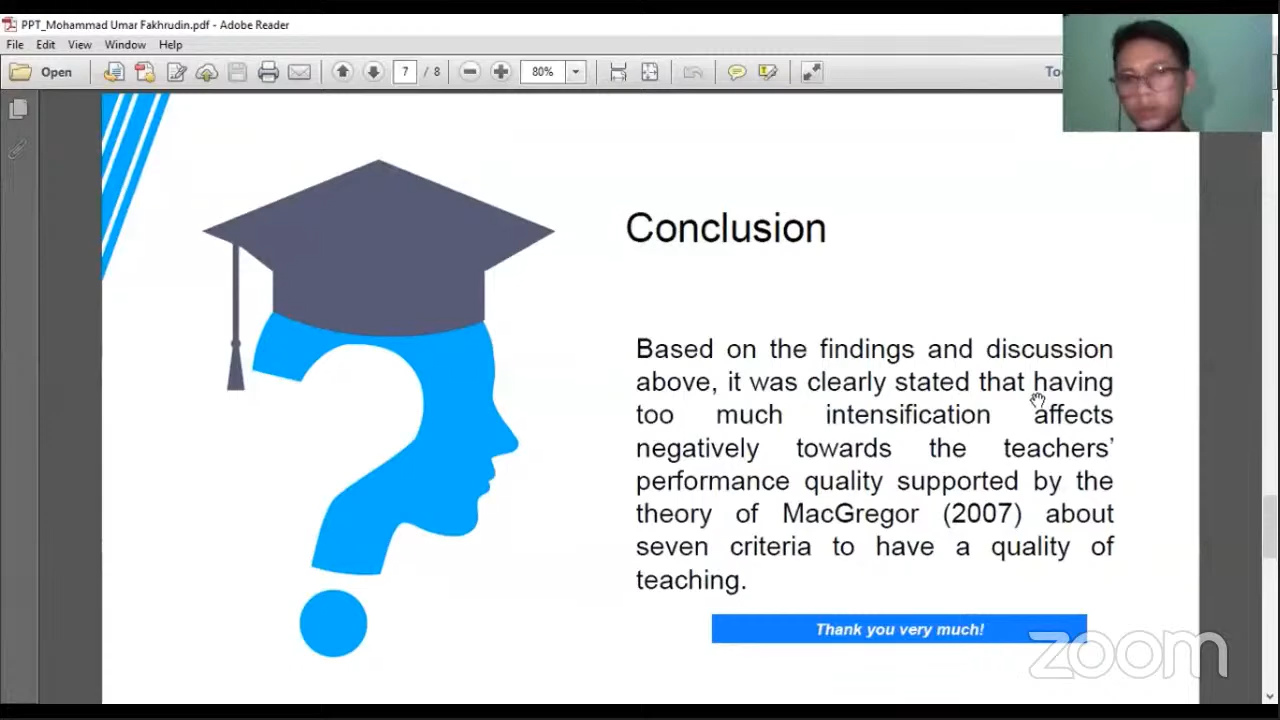 PPT_Mohammad Umar Fakhrudin.pdf - Adobe Reader
File Edit View Window Help
Open 7 / 8 80%
Conclusion
Based on the findings and discussion
above, it was clearly stated that having
too much intensification affects
negatively towards the teachers'
performance quality supported by the
theory of MacGregor (2007) about
seven criteria to have a quality of
teaching.
Thank you very much!
zoom